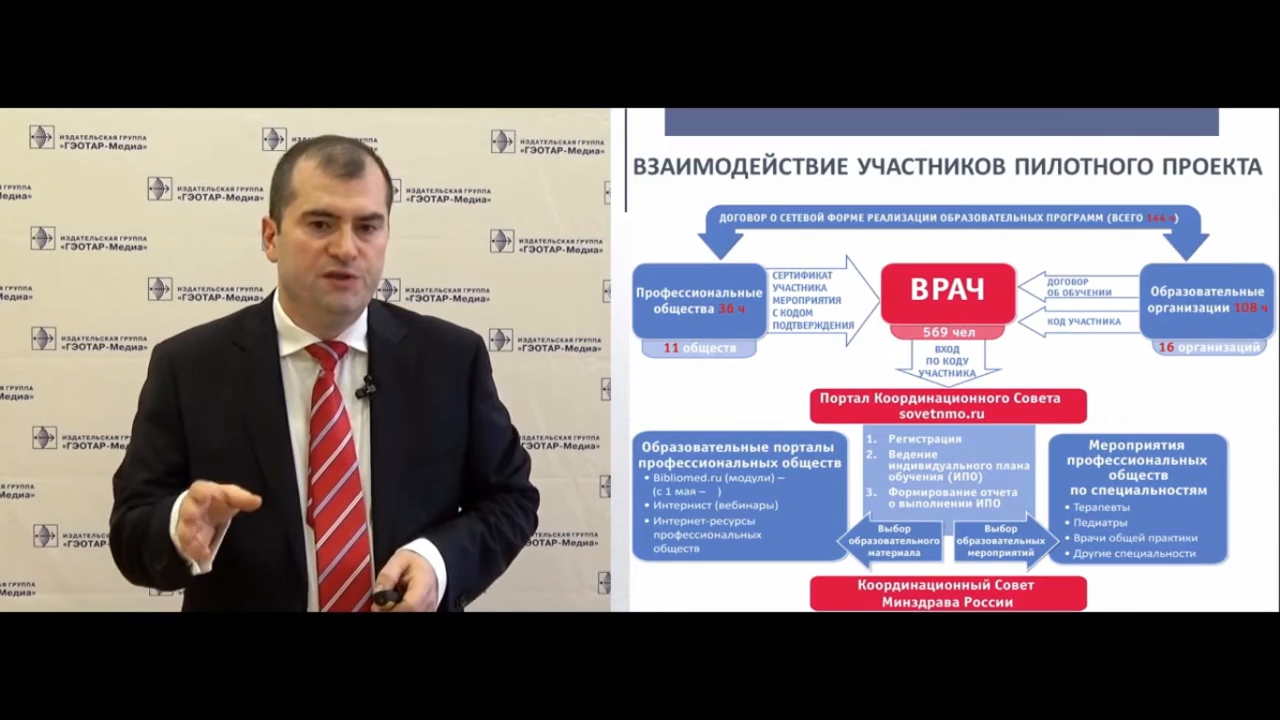 ИЗДАТЕЛЬСКАЯ ГРУППА
«ГЭОТАР-Медиа»
ВЗАИМОДЕЙСТВИЕ УЧАСТНИКОВ ПИЛОТНОГО ПРОЕКТА
ДОГОВОР О СЕТЕВОЙ ФОРМЕ РЕАЛИЗАЦИИ ОБРАЗОВАТЕЛЬНЫХ ПРОГРАММ (ВСЕГО 144 ч)
Профессиональные
общества 36 ч
11 обществ
СЕРТИФИКАТ
УЧАСТНИКА
МЕРОПРИЯТИЯ
С КОДОМ
ПОДТВЕРЖДЕНИЯ
ВРАЧ
569 чел
ДОГОВОР
ОБ ОБУЧЕНИИ
КОД УЧАСТНИКА
Образовательные
организации 108 ч
16 организаций
ВХОД
ПО КОДУ
УЧАСТНИКА
Портал Координационного Совета
sovetnmo.ru
Образовательные порталы
профессиональных обществ
• Bibliomed.ru (модули) –
(с 1 мая – )
• Интернист (вебинары)
• Интернет-ресурсы
профессиональных
обществ
1. Регистрация
2. Ведение
индивидуального плана
обучения (ИПО)
3. Формирование отчета
о выполнении ИПО
Выбор
образовательного
материала
Выбор
образовательных
мероприятий
Мероприятия
профессиональных
обществ
по специальностям
• Терапевты
• Педиатры
• Врачи общей практики
• Другие специальности
Координационный Совет
Минздрава России